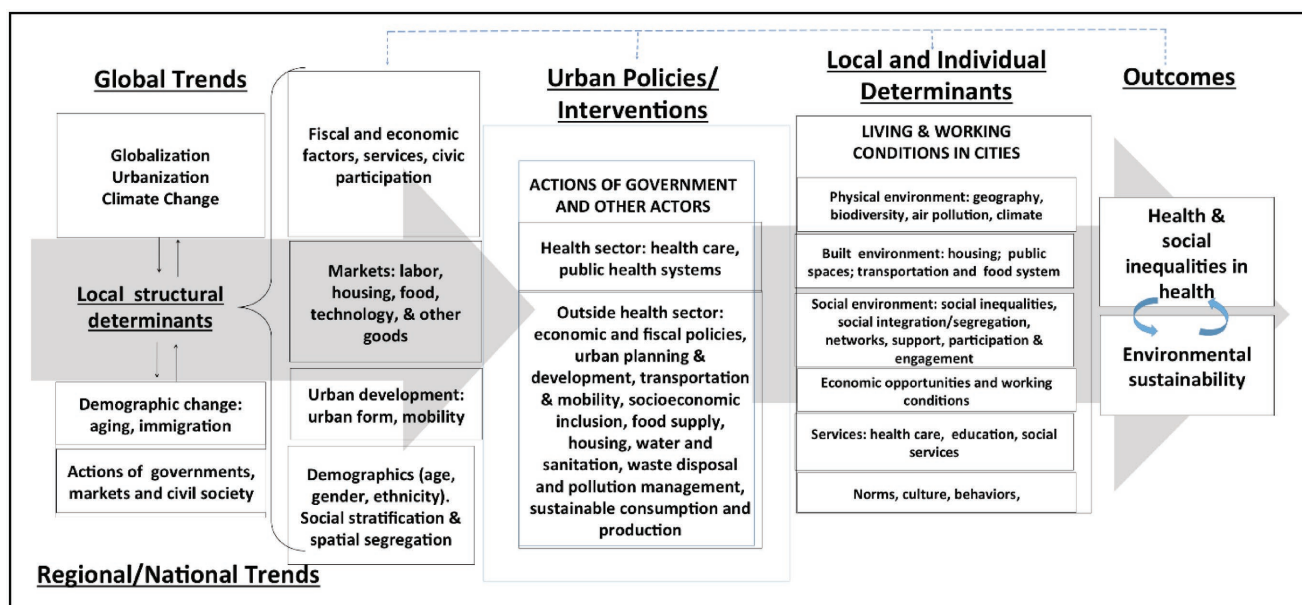 Global Trends
Globalization
Urbanization
Climate Change
Local structural
determinants
Demographic change:
aging, immigration
Actions of governments,
markets and civil society
Regional/National Trends
Fiscal and economic
factors, services, civic
participation
Markets: labor,
housing, food,
technology, & other
goods
Urban development:
urban form, mobility
Demographics (age,
gender, ethnicity).
Social stratification &
spatial segregation
Urban Policies/
Interventions
ACTIONS OF GOVERNMENT
AND OTHER ACTORS
Health sector: health care,
public health systems
Outside health sector:
economic and fiscal policies,
urban planning &
development, transportation
& mobility, socioeconomic
inclusion, food supply,
housing, water and
sanitation, waste disposal
and pollution management,
sustainable consumption and
production
Local and Individual
Determinants
LIVING & WORKING
CONDITIONS IN CITIES
Physical environment: geography,
biodiversity, air pollution, climate
Built environment: housing; public
spaces; transportation and food system
Social environment: social inequalities,
social integration/segregation,
networks, support, participation &
engagement
Economic opportunities and working
conditions
Services: health care, education, social
services
Norms, culture, behaviors,
Outcomes
Health &
social
inequalities in
health
Environmental
sustainability